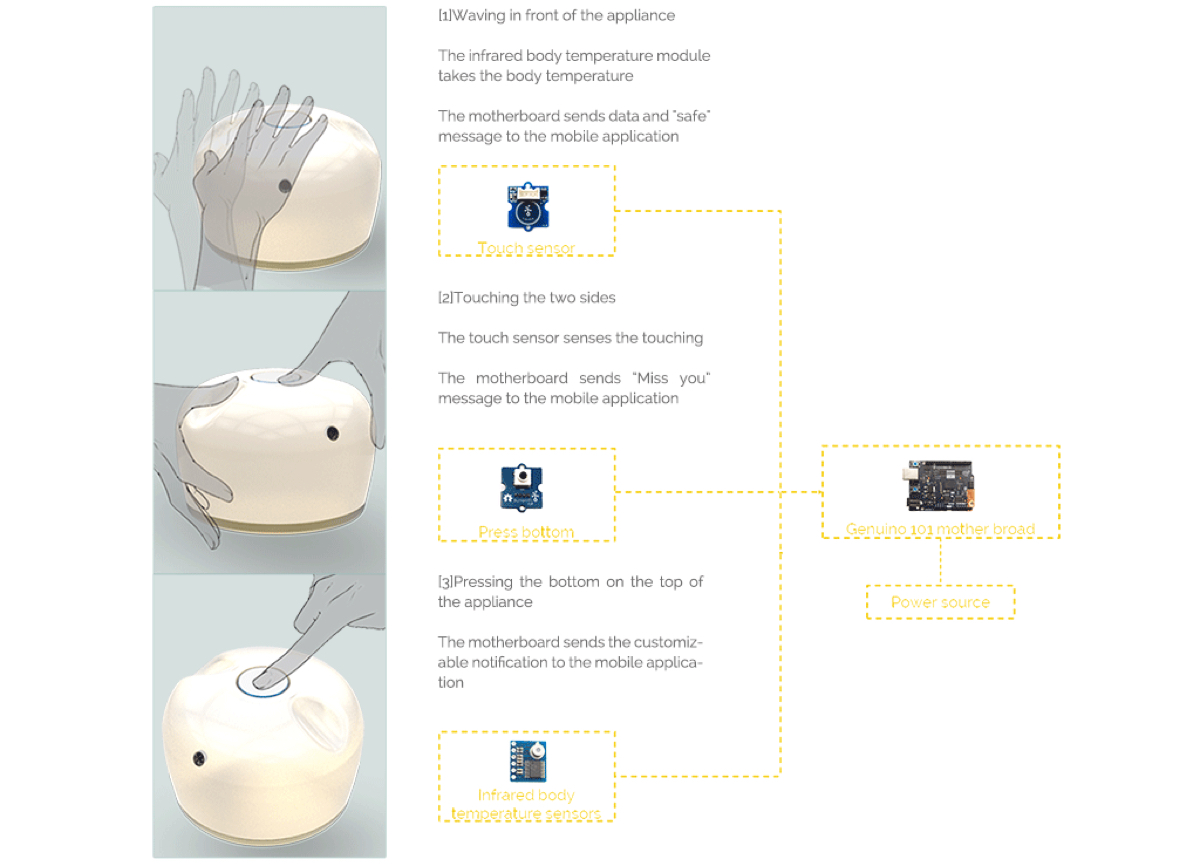 [1]Waving in front of the appliance
The infrared body temperature module
takes the body temperature
The motherboard sends data and "safe"
message to the mobile application
Touch sensor
[2]Touching the two sides
The touch sensor senses the touching
The motherboard sends “Miss you”
message to the mobile application
Press bottom
Genuino 101 mother broad
Power source
[3]Pressing the bottom on the top of
the appliance
The motherboard sends the customiz-
able notification to the mobile applica-
tion
Infrared body
temperature sensors